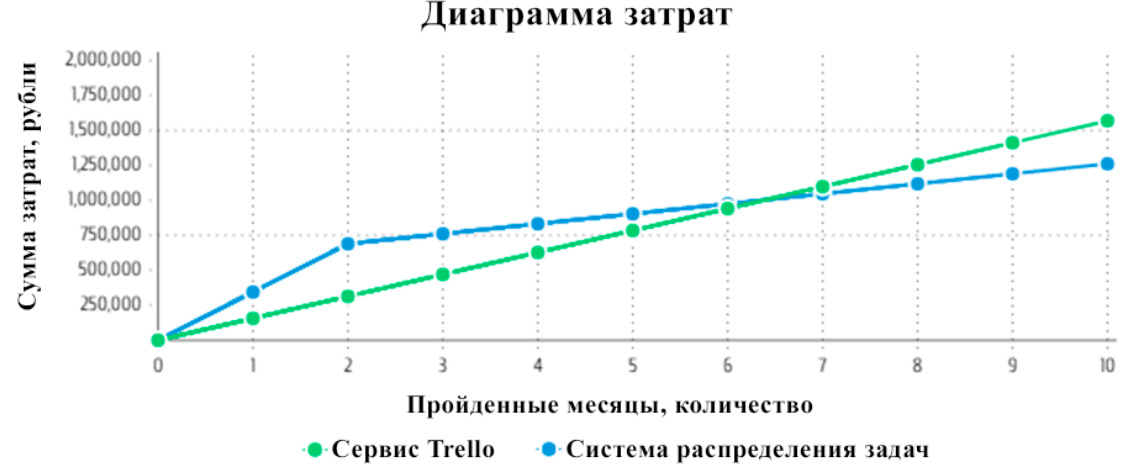 Диаграмма затрат
Сумма затрат, рубли
2,000,000
1,750,000
1,500,000
1,250,000
1,000,000
750,000
500,000
250,000
0 1 2 3 4 5 6 7 8 9 10
Пройденные месяцы, количество
Сервис Trello Система распределения задач